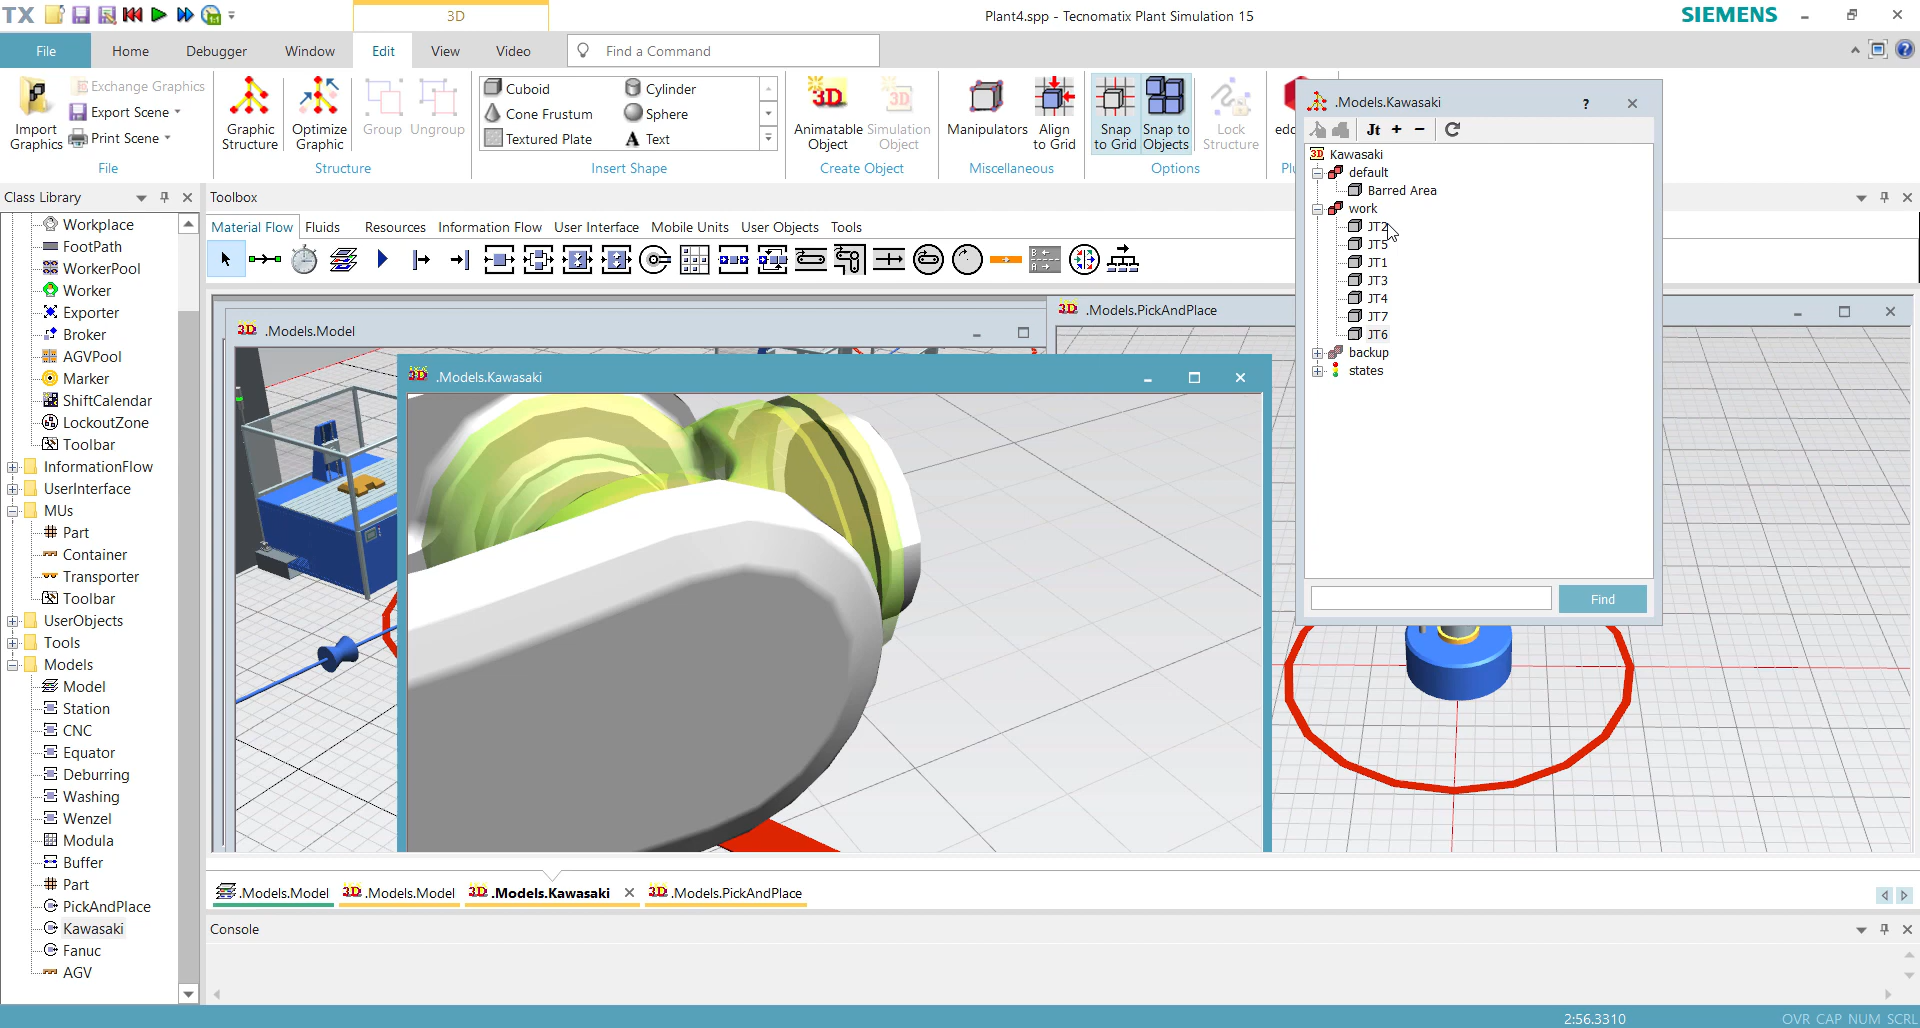 TX
3D
Plant4.spp - Tecnomatix Plant Simulation 15
SIEMENS
File
Home
Debugger
Window
Edit
View
Video
Find a Command
Import Graphics
Exchange Graphics
Export Scene
Print Scene
File
Graphic Structure
Optimize Graphic
Group
Ungroup
Structure
Cuboid
Cylinder
Cone Frustum
Sphere
Textured Plate
Text
Insert Shape
Animatable Object
Simulation Object
Create Object
Manipulators
Align to Grid
Miscellaneous
Snap to Grid
Snap to Objects
Lock Structure
Options
.Models.Kawasaki
Jt
Kawasaki
default
Barred Area
work
JT2
JT5
JT1
JT3
JT4
JT7
JT6
backup
states
Find
Class Library
Workplace
FootPath
WorkerPool
Worker
Exporter
Broker
AGVPool
Marker
ShiftCalendar
LockoutZone
Toolbar
InformationFlow
UserInterface
MUs
Part
Container
Transporter
Toolbar
UserObjects
Tools
Models
Model
Station
CNC
Equator
Deburring
Washing
Wenzel
Modula
Buffer
Part
PickAndPlace
Kawasaki
Fanuc
AGV
Toolbox
Material Flow
Fluids
Resources
Information Flow
User Interface
Mobile Units
User Objects
Tools
.Models.Model
.Models.PickAndPlace
.Models.Kawasaki
.Models.Model
.Models.Model
.Models.Kawasaki
.Models.PickAndPlace
Console
2:56.3310
OVR CAP NUM SCRL